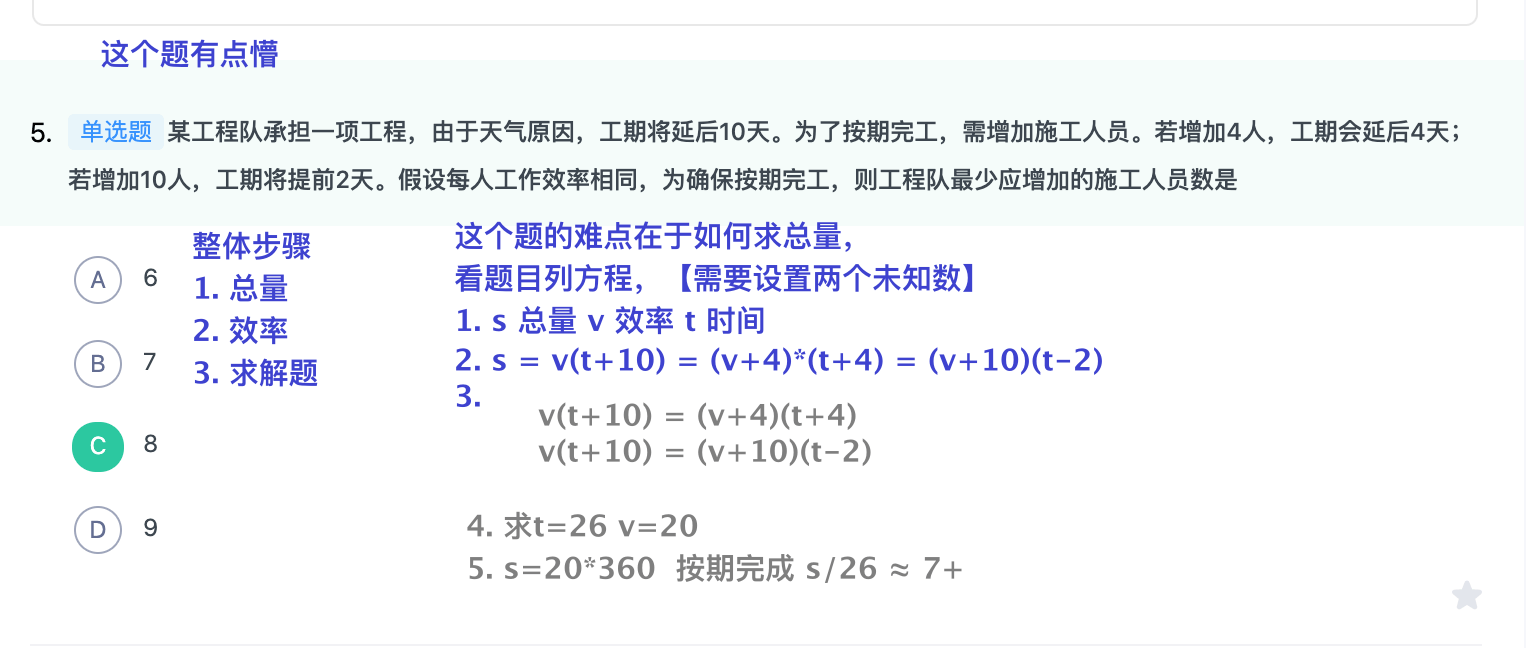 这个题有点懵
5. 单选题 某工程队承担一项工程，由于天气原因，工期将延后10天。为了按期完工，需增加施工人员。若增加4人，工期会延后4天；
若增加10人，工期将提前2天。假设每人工作效率相同，为确保按期完工，则工程队最少应增加的施工人员数是
整体步骤
1. 总量
2. 效率
3. 求解题
A 6
B 7
C 8
D 9
这个题的难点在于如何求总量，
看题目列方程，【需要设置两个未知数】
1. s 总量 v 效率 t 时间
2. s = v(t+10) = (v+4)*(t+4) = (v+10)(t-2)
3.
v(t+10) = (v+4)(t+4)
v(t+10) = (v+10)(t-2)
4. 求t=26 v=20
5. s=20*360 按期完成 s/26 ≈ 7+